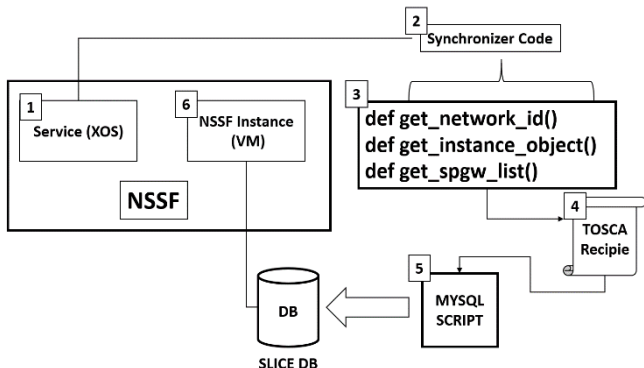 2
Synchronizer Code
1
Service (XOS)
6
NSSF Instance
(VM)
NSSF
3
def get_network_id()
def get_instance_object()
def get_spgw_list()
4
TOSCA
Recipie
5
MYSQL
SCRIPT
DB
SLICE DB